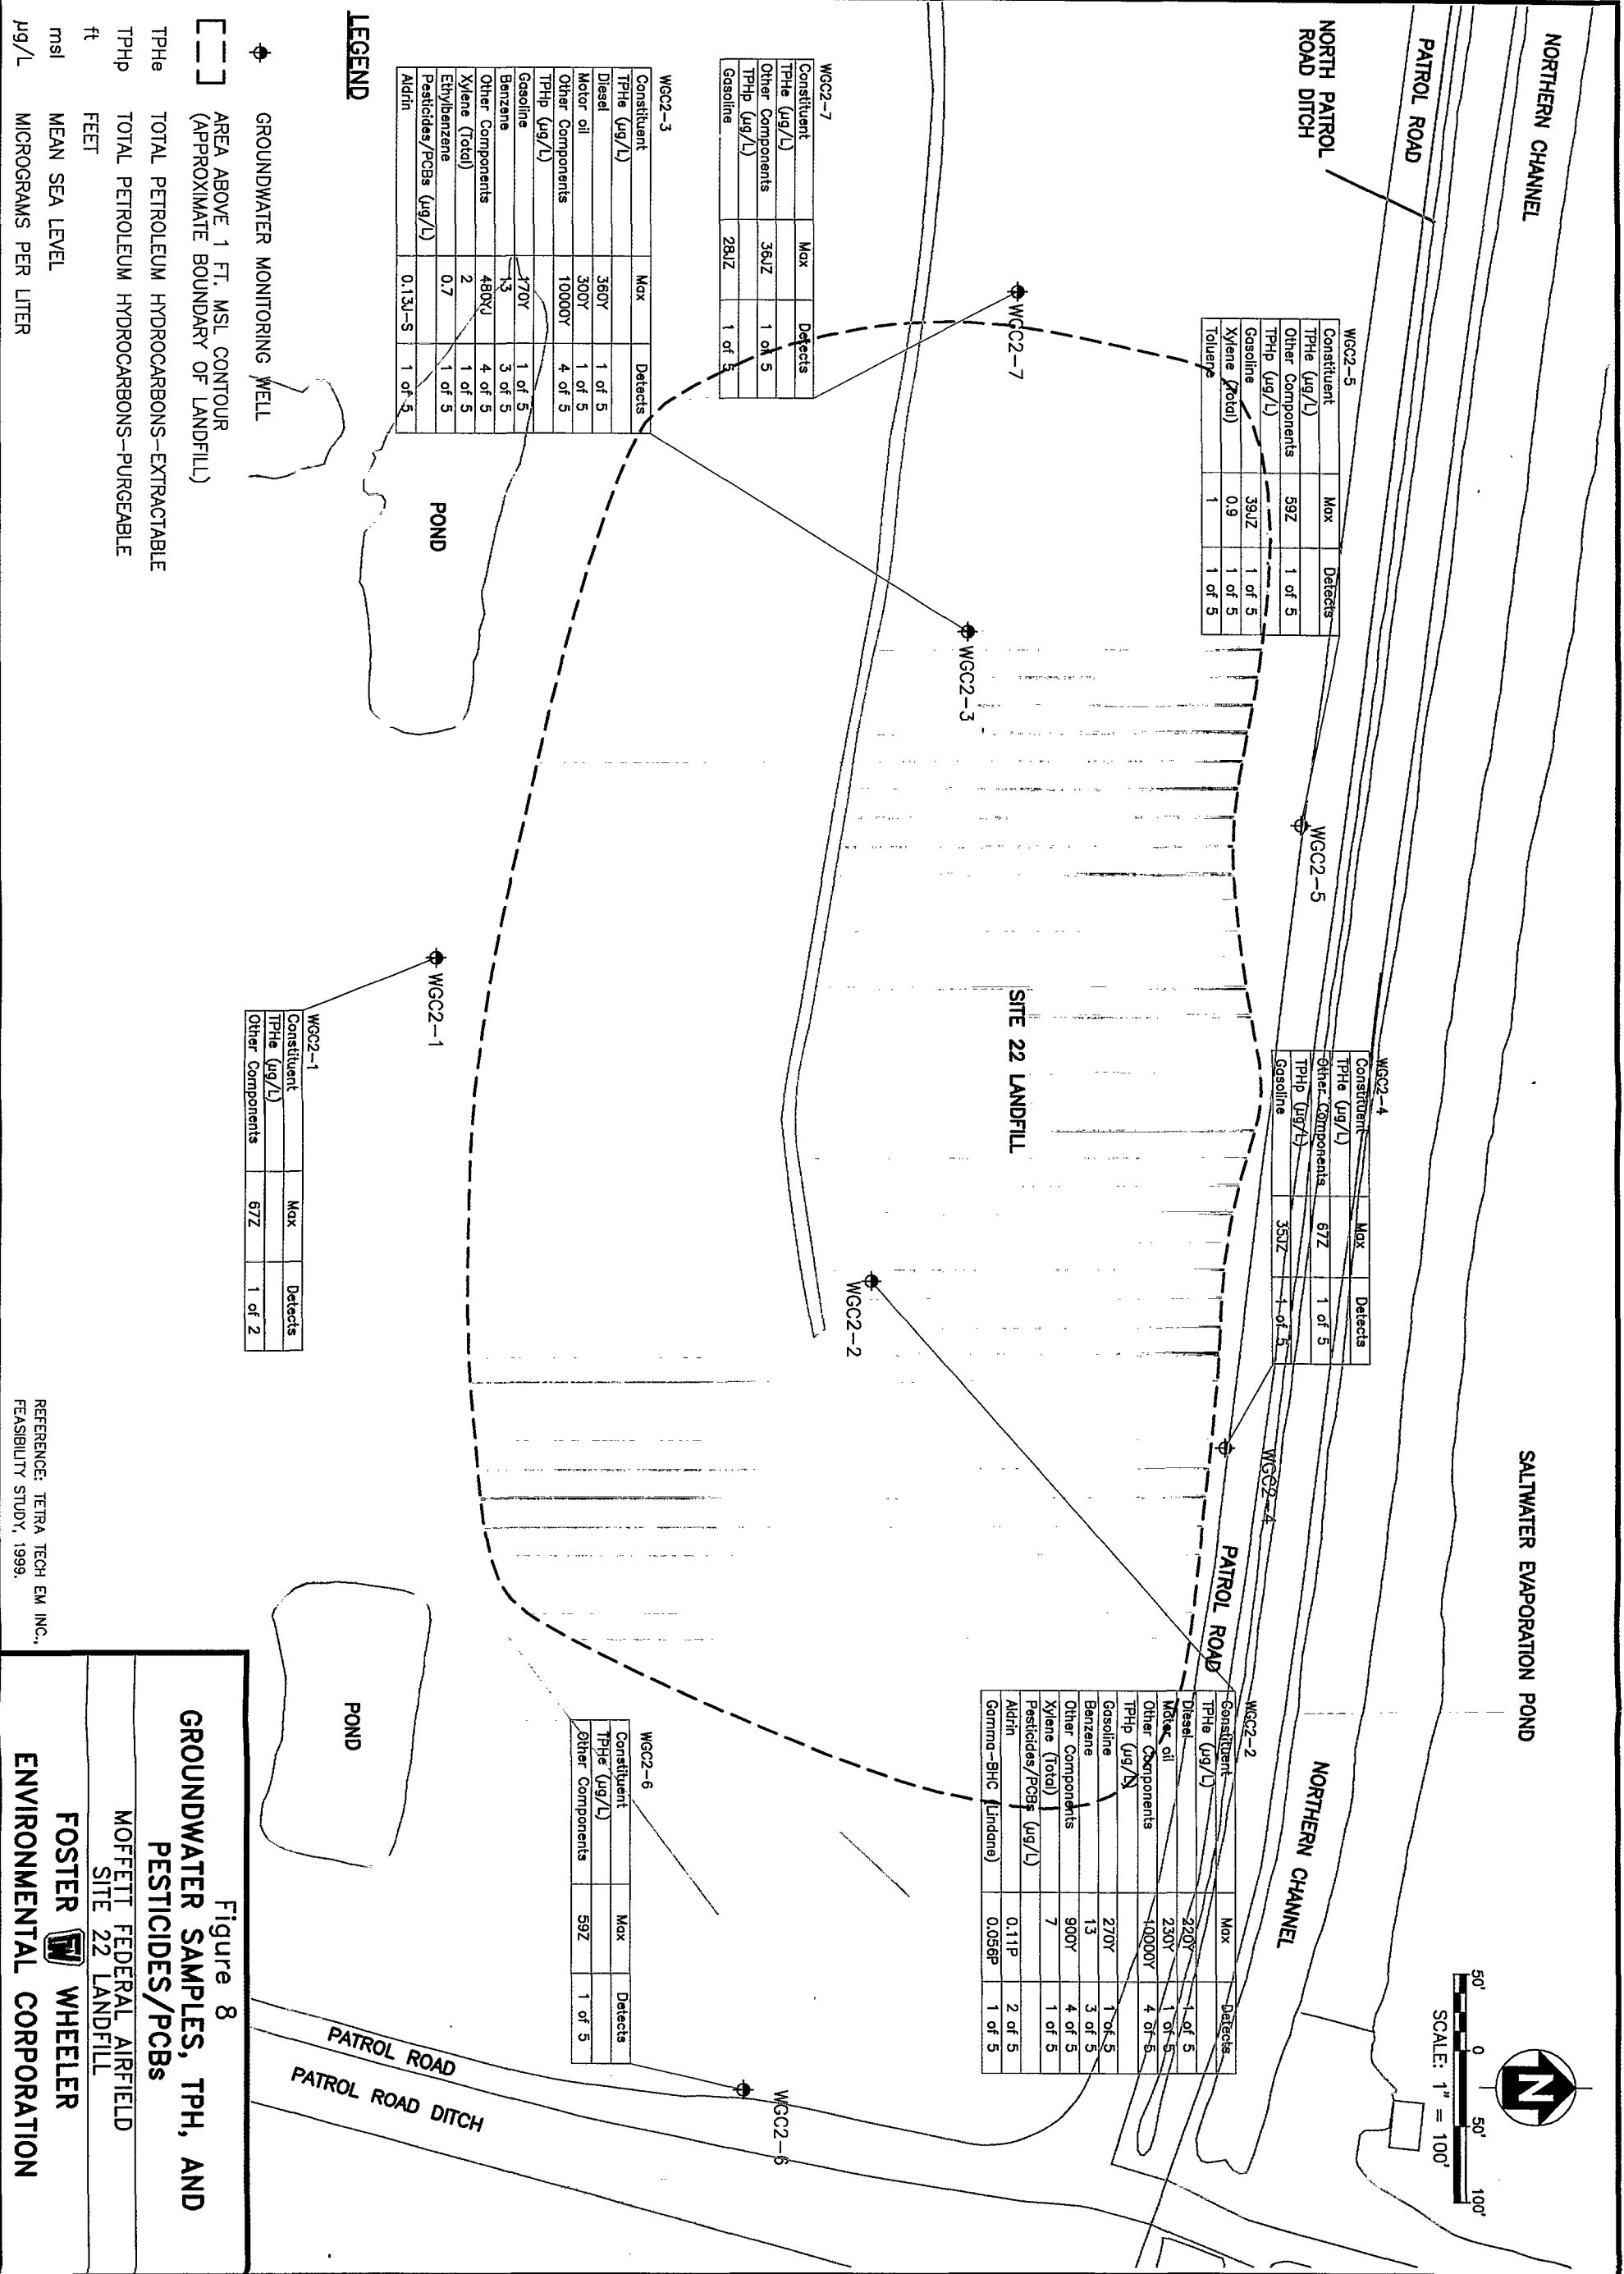 NORTHERN CHANNEL
PATROL ROAD
NORTH PATROL
ROAD DITCH
SALTWATER EVAPORATION POND
NORTHERN CHANNEL
PATROL ROAD
50' 0 50' 100'
SCALE: 1" = 100'
N
WGC2-5
Constituent Max Detects
TPHe (µg/L)
Other Components 59Z 1 of 5
TPHp (µg/L)
Gasoline 39JZ 1 of 5
Xylene (Total) 0.9 1 of 5
Toluene 1 1 of 5
WGC2-4
Constituent Max Detects
TPHe (µg/L)
Other Components 67Z 1 of 5
TPHp (µg/L)
Gasoline 35JZ 1 of 5
WGC2-2
Constituent Max Detects
TPHe (µg/L)
Diesel 220Y 1 of 5
Motor oil 230Y 1 of 5
Other Components 10000Y 4 of 5
TPHp (µg/L)
Gasoline 270Y 1 of 5
Benzene 13 3 of 5
Other Components 900Y 4 of 5
Xylene (Total) 7 1 of 5
Pesticides/PCBs (µg/L)
Aldrin 0.11P 2 of 5
Gamma-BHC (Lindane) 0.056P 1 of 5
WGC2-7
WGC2-5
WGC2-4
WGC2-3
SITE 22 LANDFILL
WGC2-2
WGC2-7
Constituent Max Detects
TPHe (µg/L)
Other Components 36JZ 1 of 5
TPHp (µg/L)
Gasoline 28JZ 1 of 5
WGC2-3
Constituent Max Detects
TPHe (µg/L)
Diesel 360Y 1 of 5
Motor oil 300Y 1 of 5
Other Components 10000Y 4 of 5
TPHp (µg/L)
Gasoline 170Y 1 of 5
Benzene 13 3 of 5
Other Components 480YJ 4 of 5
Xylene (Total) 2 1 of 5
Ethylbenzene 0.7 1 of 5
Pesticides/PCBs (µg/L)
Aldrin 0.13J-S 1 of 5
POND
WGC2-1
WGC2-1
Constituent Max Detects
TPHe (µg/L)
Other Components 67Z 1 of 2
WGC2-6
Constituent Max Detects
TPHe (µg/L)
Other Components 59Z 1 of 5
WGC2-6
POND
PATROL ROAD
PATROL ROAD DITCH
LEGEND
GROUNDWATER MONITORING WELL
AREA ABOVE 1 FT. MSL CONTOUR
(APPROXIMATE BOUNDARY OF LANDFILL)
TPHe TOTAL PETROLEUM HYDROCARBONS-EXTRACTABLE
TPHp TOTAL PETROLEUM HYDROCARBONS-PURGEABLE
ft FEET
msl MEAN SEA LEVEL
µg/L MICROGRAMS PER LITER
REFERENCE: TETRA TECH EM INC.,
FEASIBILITY STUDY, 1999.
Figure 8
GROUNDWATER SAMPLES, TPH, AND
PESTICIDES/PCBs
MOFFETT FEDERAL AIRFIELD
SITE 22 LANDFILL
FOSTER FW WHEELER
ENVIRONMENTAL CORPORATION